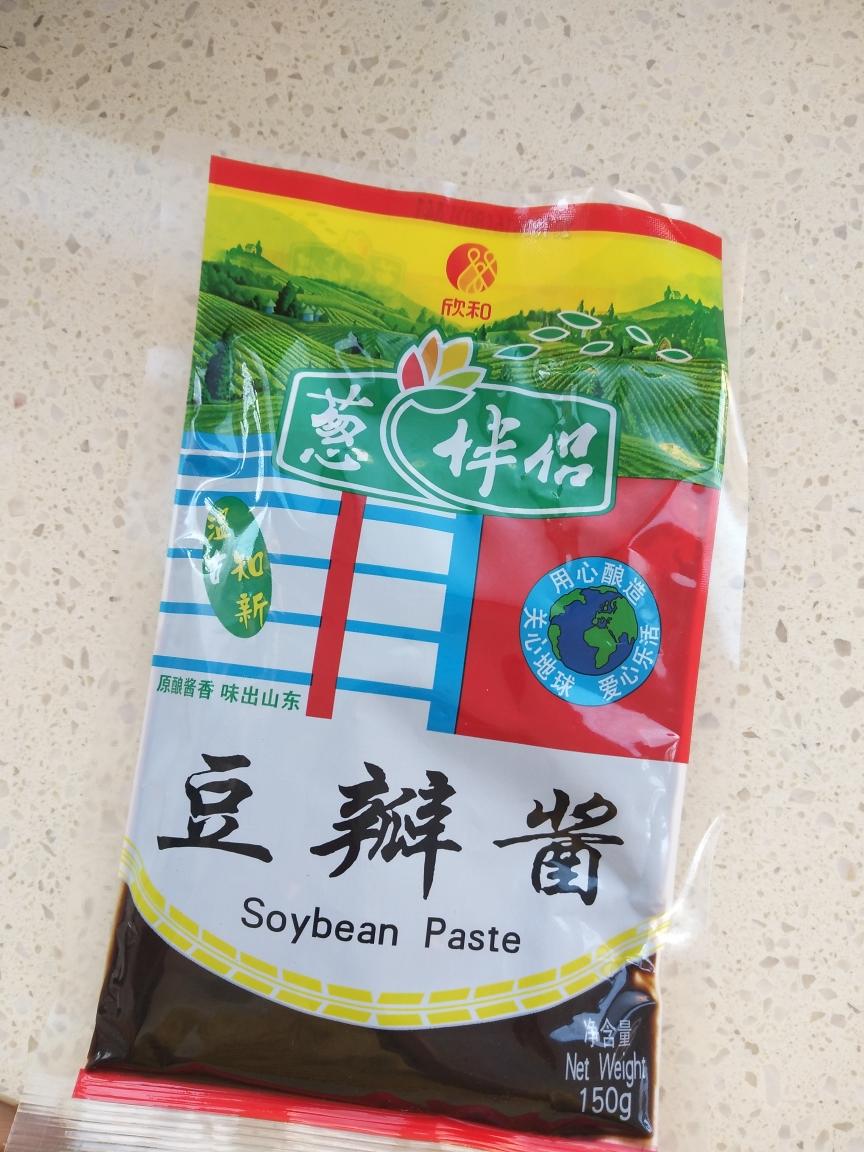 欣和
葱伴侣
温故知新
用心酿造
关心地球
爱心乐活
原酿酱香 味出山东
豆瓣酱
Soybean Paste
净含量
Net Weight
150g